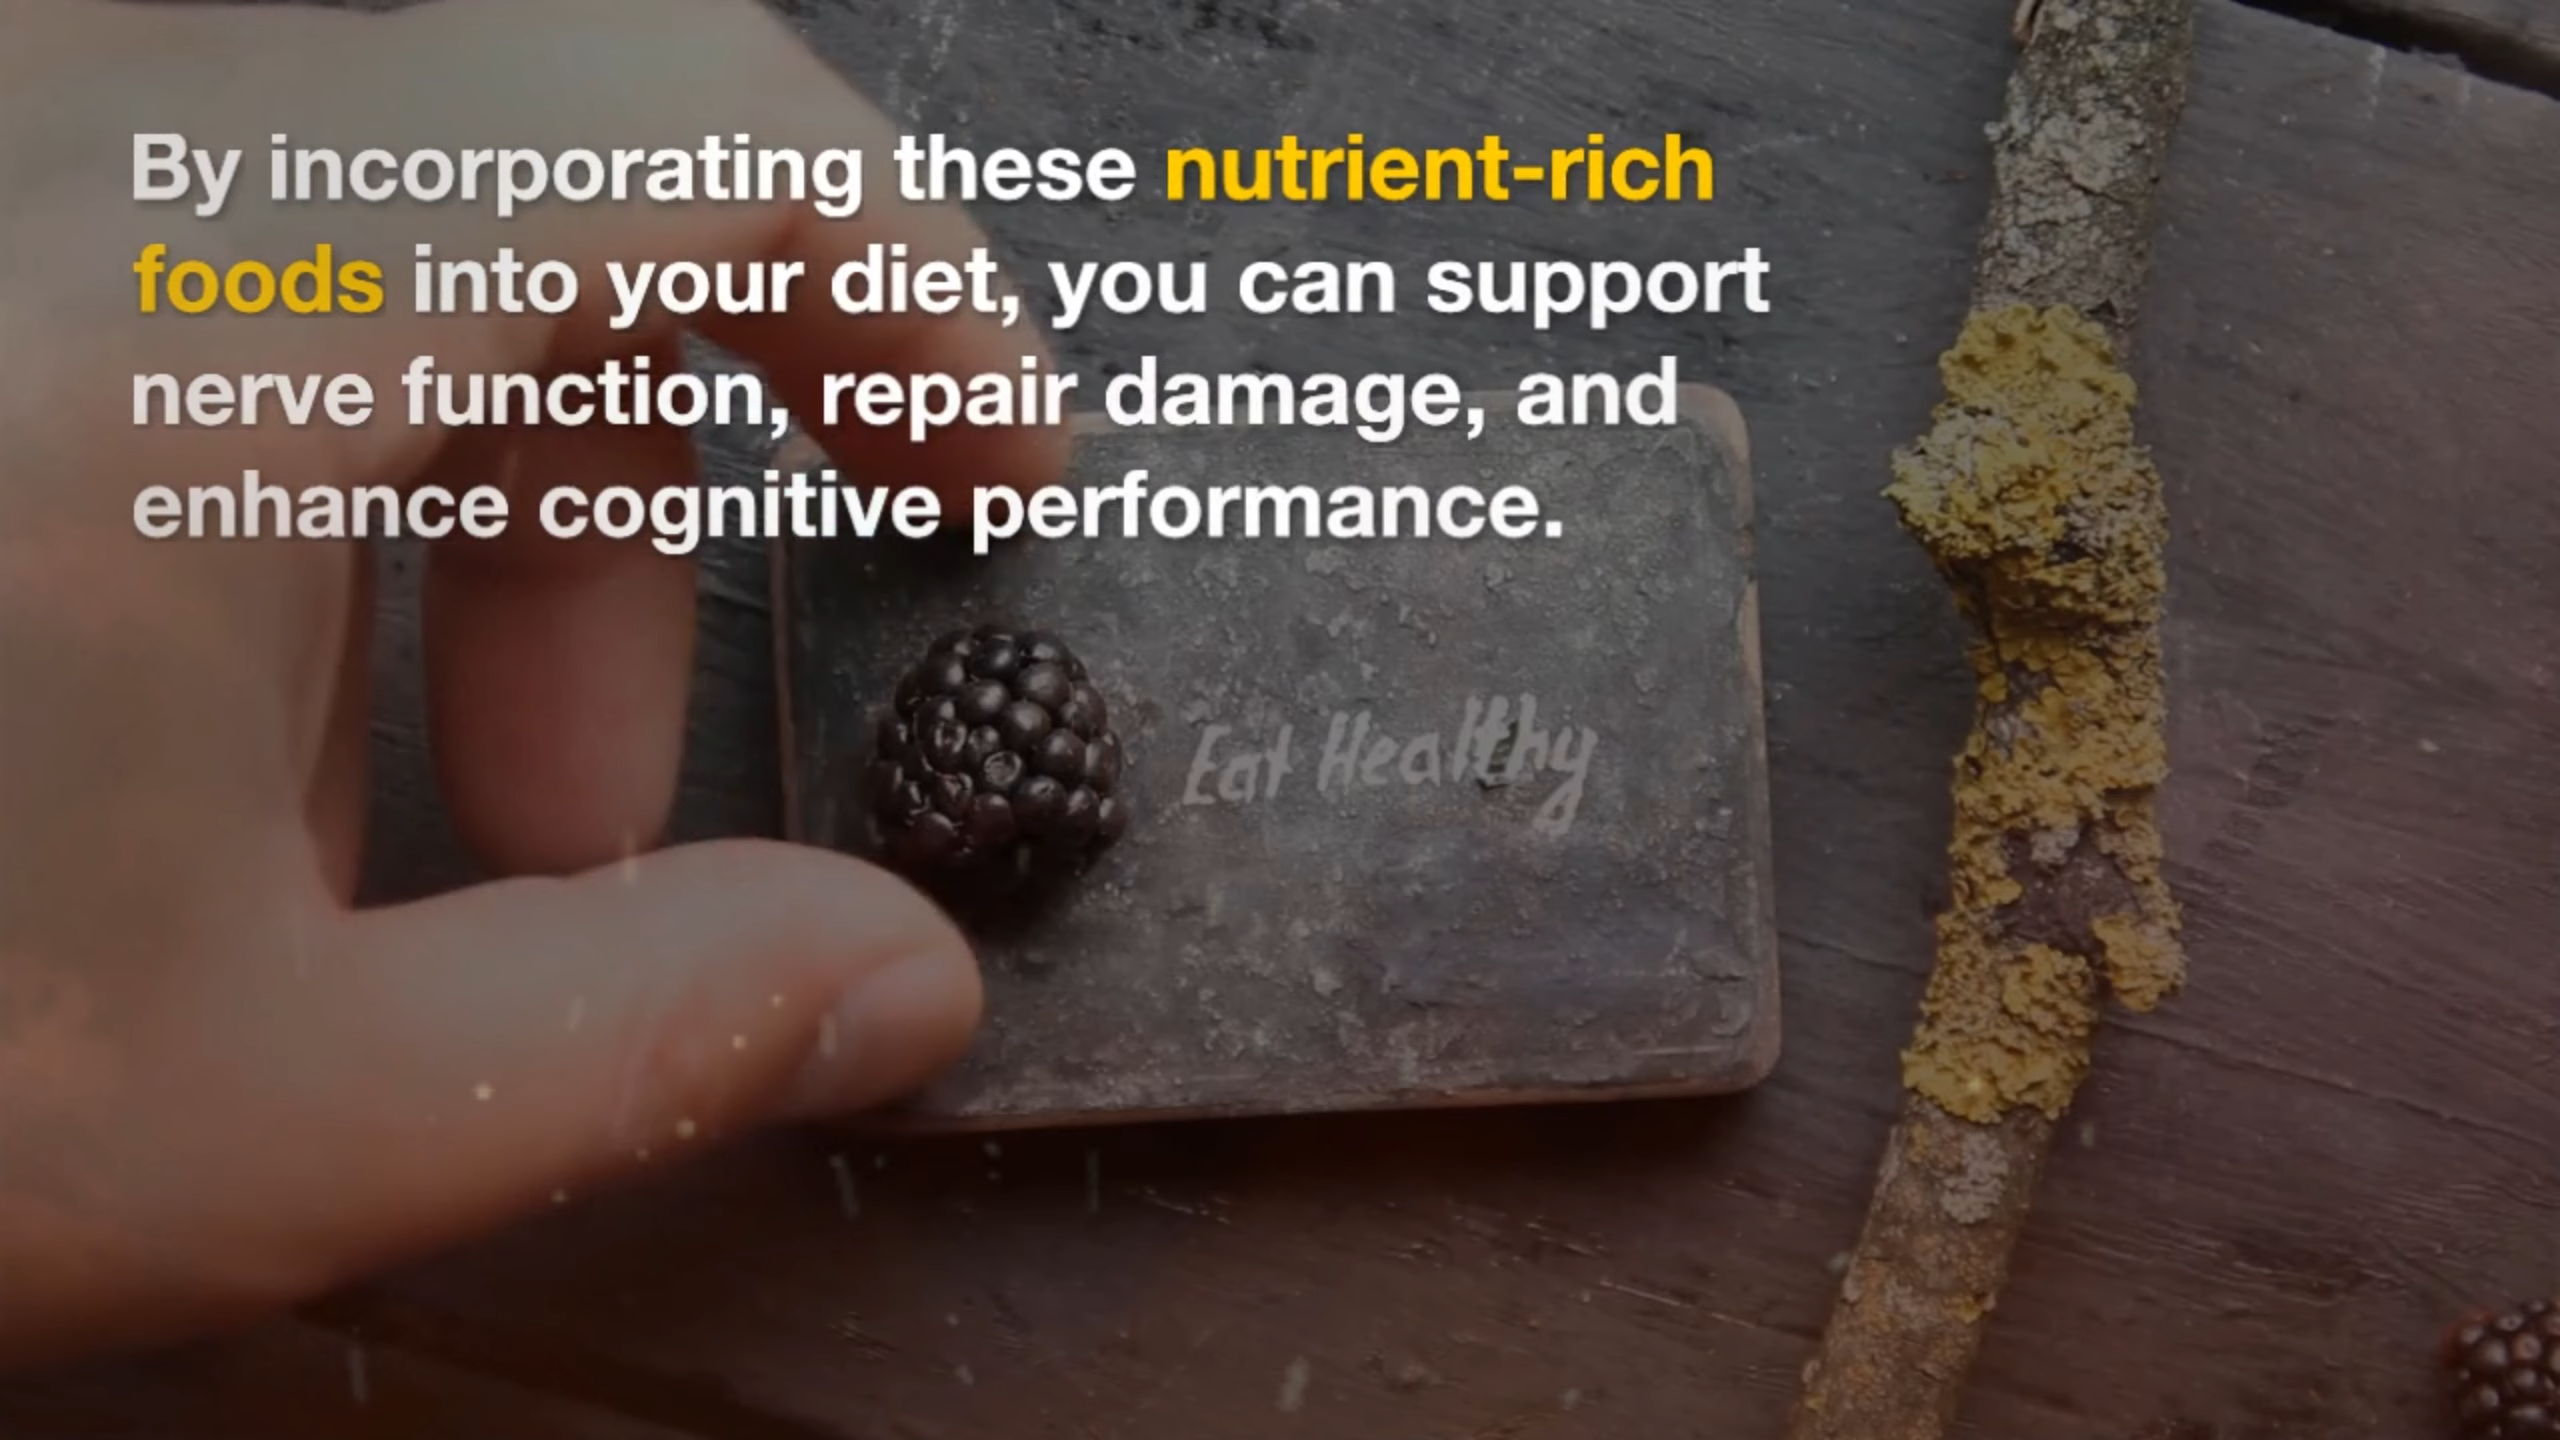 By incorporating these nutrient-rich
foods into your diet, you can support
nerve function, repair damage, and
enhance cognitive performance.
Eat Healthy